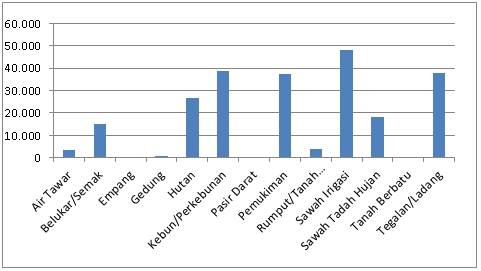 60.000
50.000
40.000
30.000
20.000
10.000
0
Air Tawar
Belukar/Semak
Empang
Gedung
Hutan
Kebun/Perkebunan
Pasir Darat
Pemukiman
Rumput/Tanah...
Sawah Irigasi
Sawah Tadah Hujan
Tanah Berbatu
Tegalan/Ladang